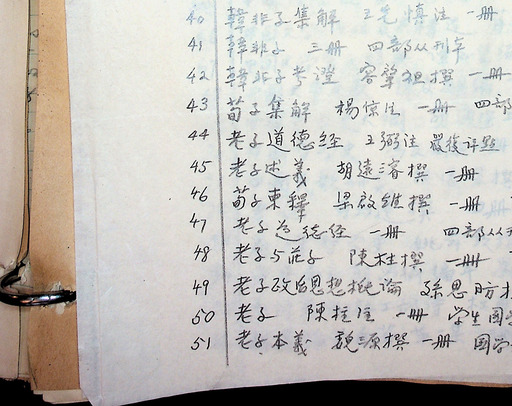 40 韓非子集解 王先慎注 一册
41 韓非子 三册 四部丛刊本
42 韓非子考證 容肇祖撰 一册
43 荀子集解 楊倞注 一册 四部
44 老子道德經 王弼注 嚴復評點
45 老子述義 胡遠濬撰 一册
46 荀子柬釋 梁啟雄撰 一册
47 老子道德经 一册 四部丛刊
48 老子与莊子 陳柱撰 一册
49 老子政治思想概論 孫思昉
50 老子 陳柱注 一册 学生国学
51 老子本義 魏源撰 一册 国学